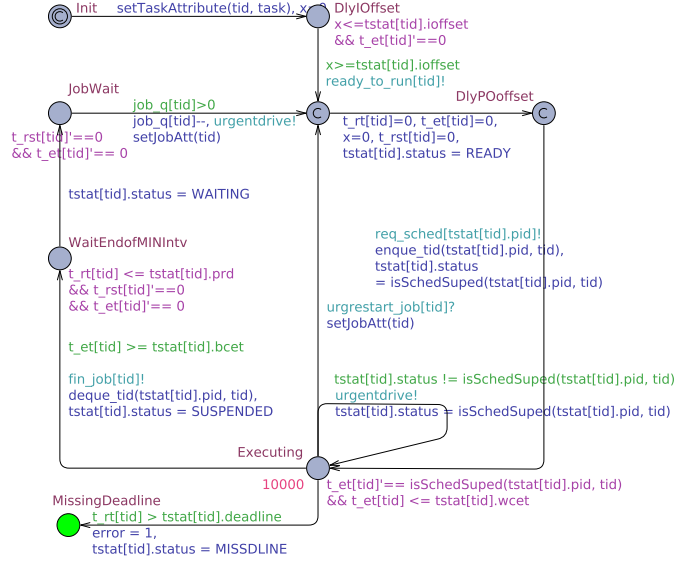 Init
setTaskAttribute(tid, task), x=0
DlyIOffset
x<=tstat[tid].ioffset
&& t_et[tid]'==0
x>=tstat[tid].ioffset
ready_to_run[tid]!
JobWait
job_q[tid]>0
job_q[tid]--, urgentdrive!
setJobAtt(tid)
t_rst[tid]'==0
&& t_et[tid]'== 0
C
C
C
DlyPOoffset
t_rt[tid]=0, t_et[tid]=0,
x=0, t_rst[tid]=0,
tstat[tid].status = READY
tstat[tid].status = WAITING
WaitEndofMINIntv
t_rt[tid] <= tstat[tid].prd
&& t_rst[tid]'==0
&& t_et[tid]'== 0
req_sched[tstat[tid].pid]!
enque_tid(tstat[tid].pid, tid),
tstat[tid].status
= isSchedSuped(tstat[tid].pid, tid)
urgrestart_job[tid]?
setJobAtt(tid)
t_et[tid] >= tstat[tid].bcet
fin_job[tid]!
deque_tid(tstat[tid].pid, tid),
tstat[tid].status = SUSPENDED
tstat[tid].status != isSchedSuped(tstat[tid].pid, tid)
urgentdrive!
tstat[tid].status = isSchedSuped(tstat[tid].pid, tid)
Executing
10000
t_et[tid]'== isSchedSuped(tstat[tid].pid, tid)
&& t_et[tid] <= tstat[tid].wcet
MissingDeadline
t_rt[tid] > tstat[tid].deadline
error = 1,
tstat[tid].status = MISSDLINE